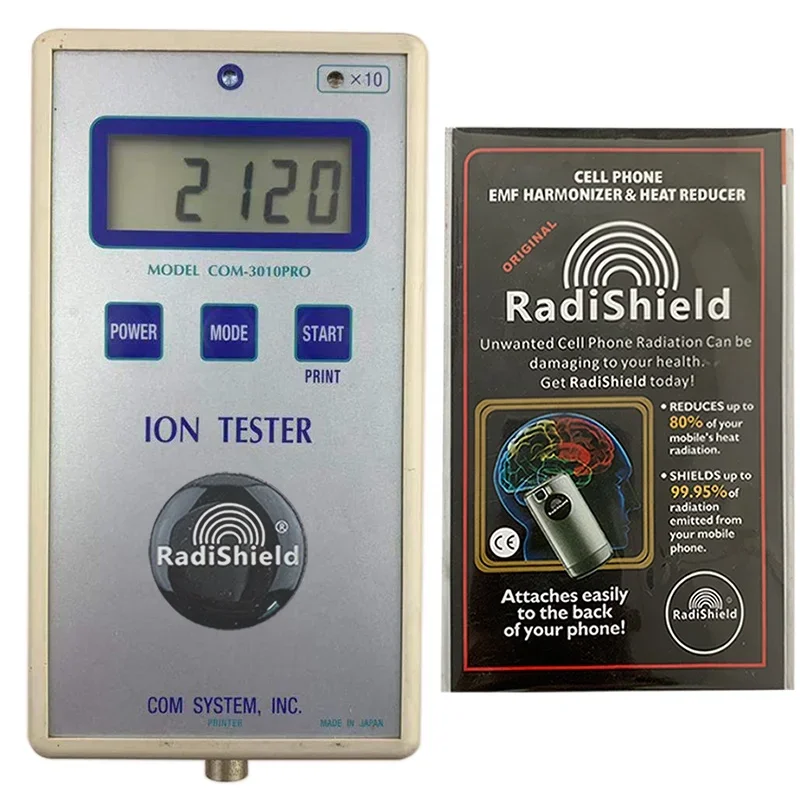 ×10
2120
MODEL COM-3010PRO
POWER
MODE
START
PRINT
ION TESTER
RadiShield®
COM SYSTEM, INC.
PRINTER
MADE IN JAPAN
CELL PHONE
EMF HARMONIZER & HEAT REDUCER
ORIGINAL
RadiShield
Unwanted Cell Phone Radiation Can be
damaging to your health.
Get RadiShield today!
• REDUCES up to
80% of your
mobile's heat
radiation.
• SHIELDS up to
99.95% of
radiation
emitted from
your mobile
phone.
CE
Attaches easily
to the back
of your phone!
RadiShield